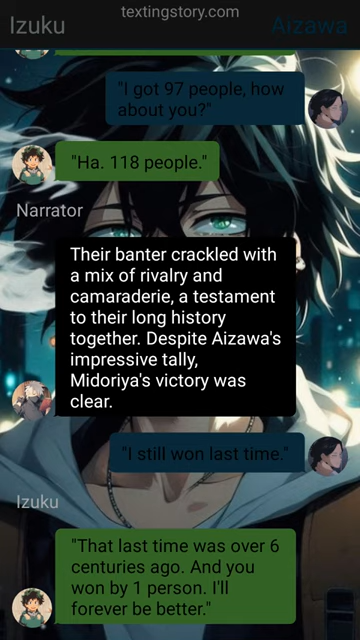 textingstory.com
Izuku
Aizawa
"I got 97 people, how
about you?"
"Ha. 118 people."
Narrator
Their banter crackled with
a mix of rivalry and
camaraderie, a testament
to their long history
together. Despite Aizawa's
impressive tally,
Midoriya's victory was
clear.
"I still won last time."
Izuku
"That last time was over 6
centuries ago. And you
won by 1 person. I'll
forever be better."